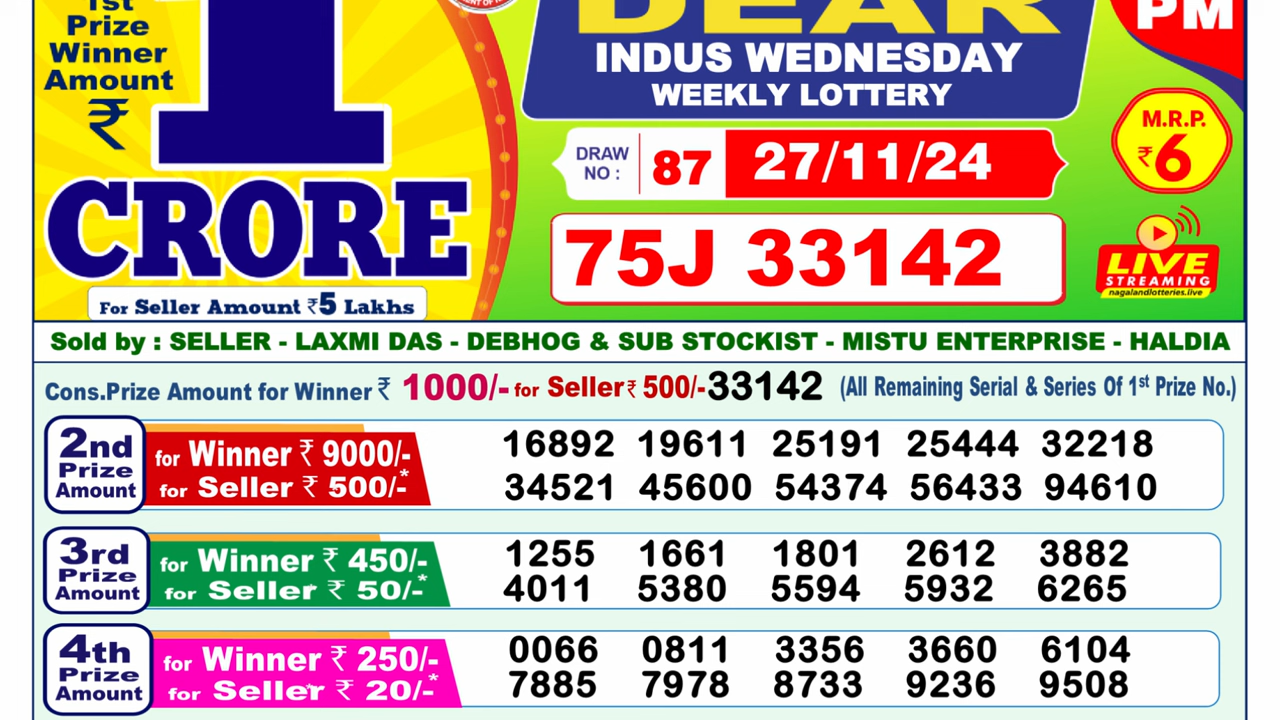 1st
Prize
Winner
Amount
₹
1
CRORE
For Seller Amount ₹5 Lakhs
DEAR
INDUS WEDNESDAY
WEEKLY LOTTERY
PM
M.R.P.
₹6
DRAW NO : 87 27/11/24
75J 33142
LIVE
STREAMING
nagalandlotteries.live
Sold by : SELLER - LAXMI DAS - DEBHOG & SUB STOCKIST - MISTU ENTERPRISE - HALDIA
Cons.Prize Amount for Winner ₹ 1000/- for Seller ₹ 500/- 33142 (All Remaining Serial & Series Of 1st Prize No.)
2nd
Prize
Amount
for Winner ₹ 9000/-
for Seller ₹ 500/-*
16892 19611 25191 25444 32218
34521 45600 54374 56433 94610
3rd
Prize
Amount
for Winner ₹ 450/-
for Seller ₹ 50/-*
1255 1661 1801 2612 3882
4011 5380 5594 5932 6265
4th
Prize
Amount
for Winner ₹ 250/-
for Seller ₹ 20/-*
0066 0811 3356 3660 6104
7885 7978 8733 9236 9508